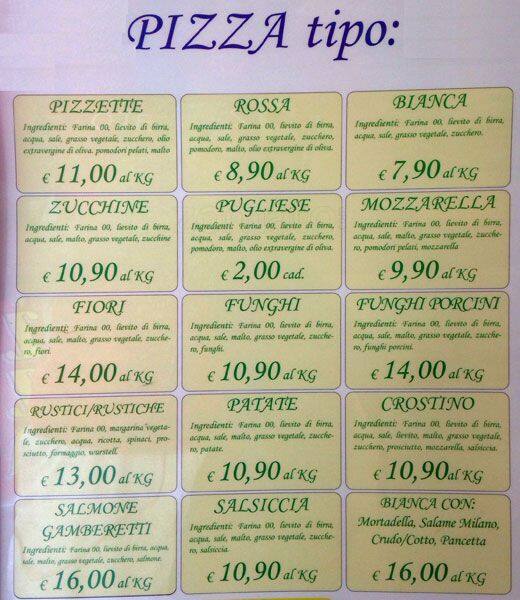 PIZZA tipo:
PIZZETTE
Ingredienti: Farina 00, lievito di birra,
acqua, sale, grasso vegetale, zucchero, olio
extravergine di oliva. pomodori pelati, malto
€ 11,00 al KG
ROSSA
Ingredienti: Farina 00, lievito di birra,
acqua, sale, grasso vegetale, zucchero,
pomodoro, malto, olio extravergine di oliva.
€ 8,90 al KG
BIANCA
Ingredienti: Farina 00, lievito di birra,
acqua, sale, grasso vegetale, zucchero.
€ 7,90 al KG
ZUCCHINE
Ingredienti: Farina 00, lievito di birra,
acqua, sale, malto, grasso vegetale, zucchine
€ 10,90 al KG
PUGLIESE
Ingredienti: Farina 00, lievito di birra,
acqua, sale, grasso vegetale, zucchero,
pomodoro, malto, olio extravergine di oliva.
€ 2,00 cad.
MOZZARELLA
Ingredienti: Farina 00, lievito di birra,
acqua, sale, malto, grasso vegetale, zucche-
ro, pomodori pelati, mozzarella
€ 9,90 al KG
FIORI
Ingredienti: Farina 00, lievito di birra,
acqua, sale, malto, grasso vegetale, zucche-
ro, fiori.
€ 14,00 al KG
FUNGHI
Ingredienti: Farina 00, lievito di birra,
acqua, sale, malto, grasso vegetale, zucche-
ro, funghi.
€ 10,90 al KG
FUNGHI PORCINI
Ingredienti: Farina 00, lievito di birra,
acqua, sale, malto, grasso vegetale, zucche-
ro, funghi porcini.
€ 14,00 al KG
RUSTICI/RUSTICHE
Ingredienti: Farina 00, margarina vegeta-
le, zucchero, acqua, ricotta, spinaci, pro-
sciutto, formaggio, wurstell.
€ 13,00 al KG
PATATE
Ingredienti: Farina 00, lievito di birra,
acqua, sale, malto, grasso vegetale, zucche-
ro, patate.
€ 10,90 al KG
CROSTINO
Ingredienti: Farina 00, lievito di birra,
acqua, sale, lievito, malto, grasso vegetale,
zucchero, prosciutto, mozzarella, salsiccia.
€ 10,90 al KG
SALMONE
GAMBERETTI
Ingredienti: Farina 00, lievito di birra, acqua,
sale, malto, grasso vegetale, zucchero, salmone.
€ 16,00 al KG
SALSICCIA
Ingredienti: Farina 00, lievito di birra,
acqua, sale, malto, grasso vegetale, zucche-
ro, salsiccia.
€ 10,90 al KG
BIANCA CON:
Mortadella, Salame Milano,
Crudo/Cotto, Pancetta
€ 16,00 al KG